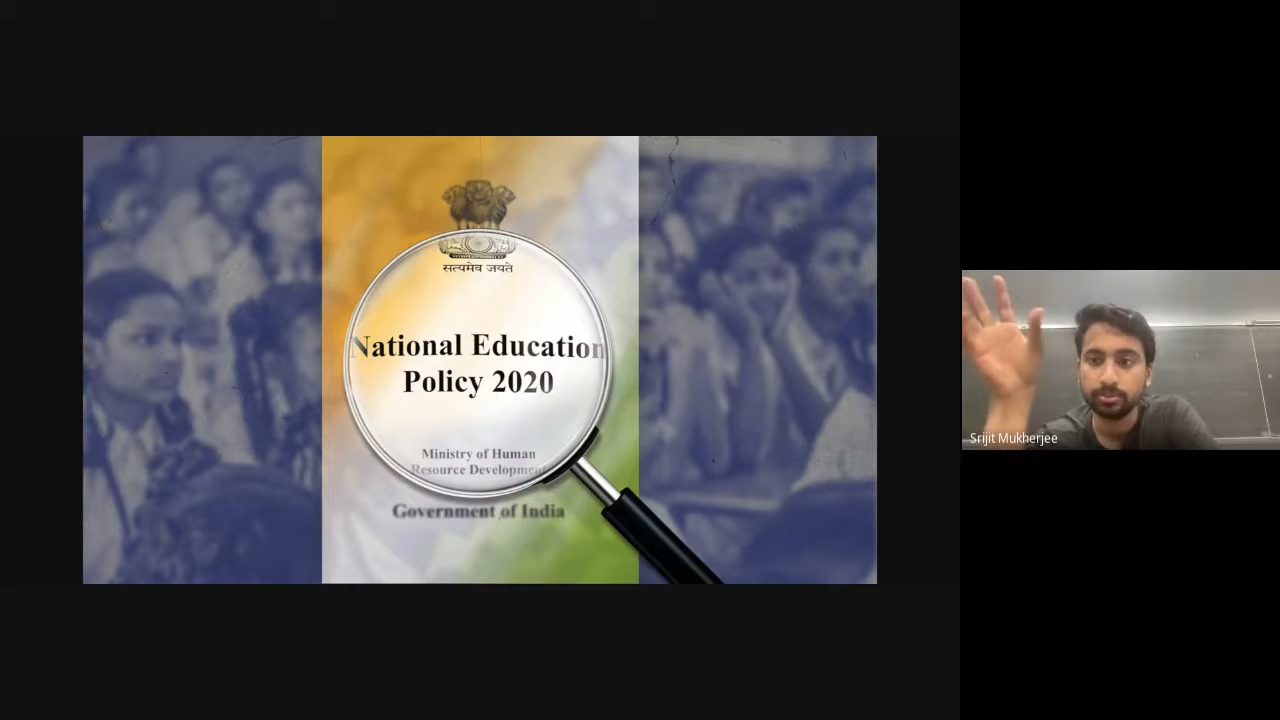 सत्यमेव जयते
National Education
Policy 2020
Ministry of Human
Resource Development
Government of India
Srijit Mukherjee